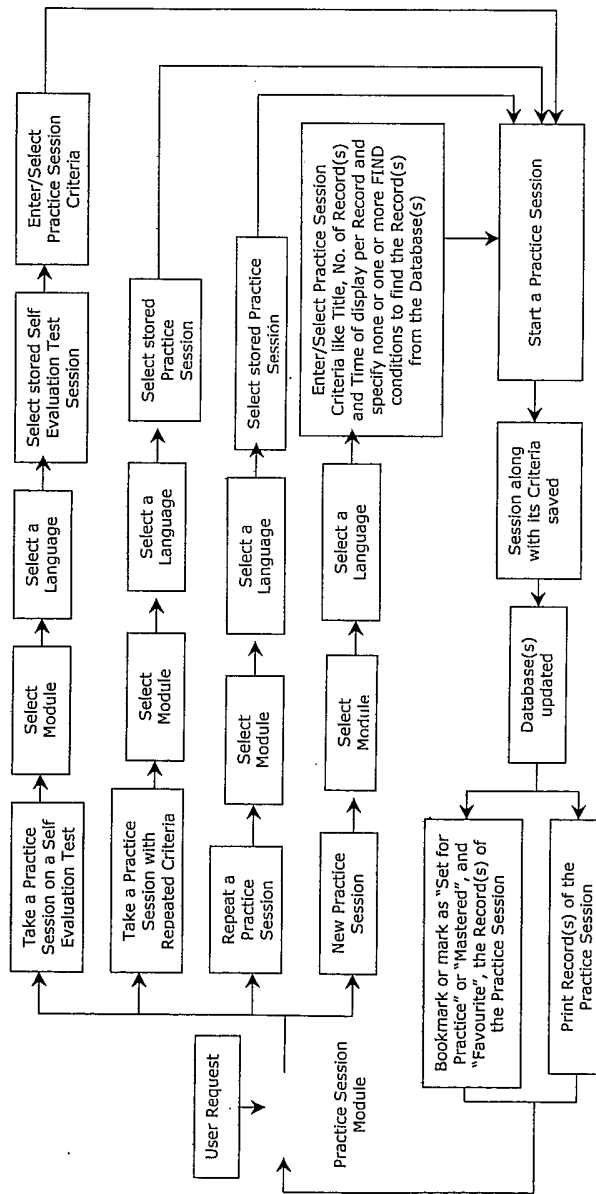 User Request
Practice Session
Module
Take a Practice
Session on a Self
Evaluation Test
Select
Module
Select a
Language
Select stored Self
Evaluation Test
Session
Enter/Select
Practice Session
Criteria
Take a Practice
Session with
Repeated Criteria
Select
Module
Select a
Language
Select stored
Practice
Session
Repeat a
Practice
Session
Select
Module
Select a
Language
Select stored Practice
Session
New Practice
Session
Select
Module
Select a
Language
Enter/Select Practice Session
Criteria like Title, No. of Record(s)
and Time of display per Record and
specify none or one or more FIND
conditions to find the Record(s)
from the Database(s)
Start a Practice Session
Session along
with its Criteria
saved
Database(s)
updated
Bookmark or mark as "Set for
Practice" or "Mastered", and
"Favourite", the Record(s) of
the Practice Session
Print Record(s) of the
Practice Session